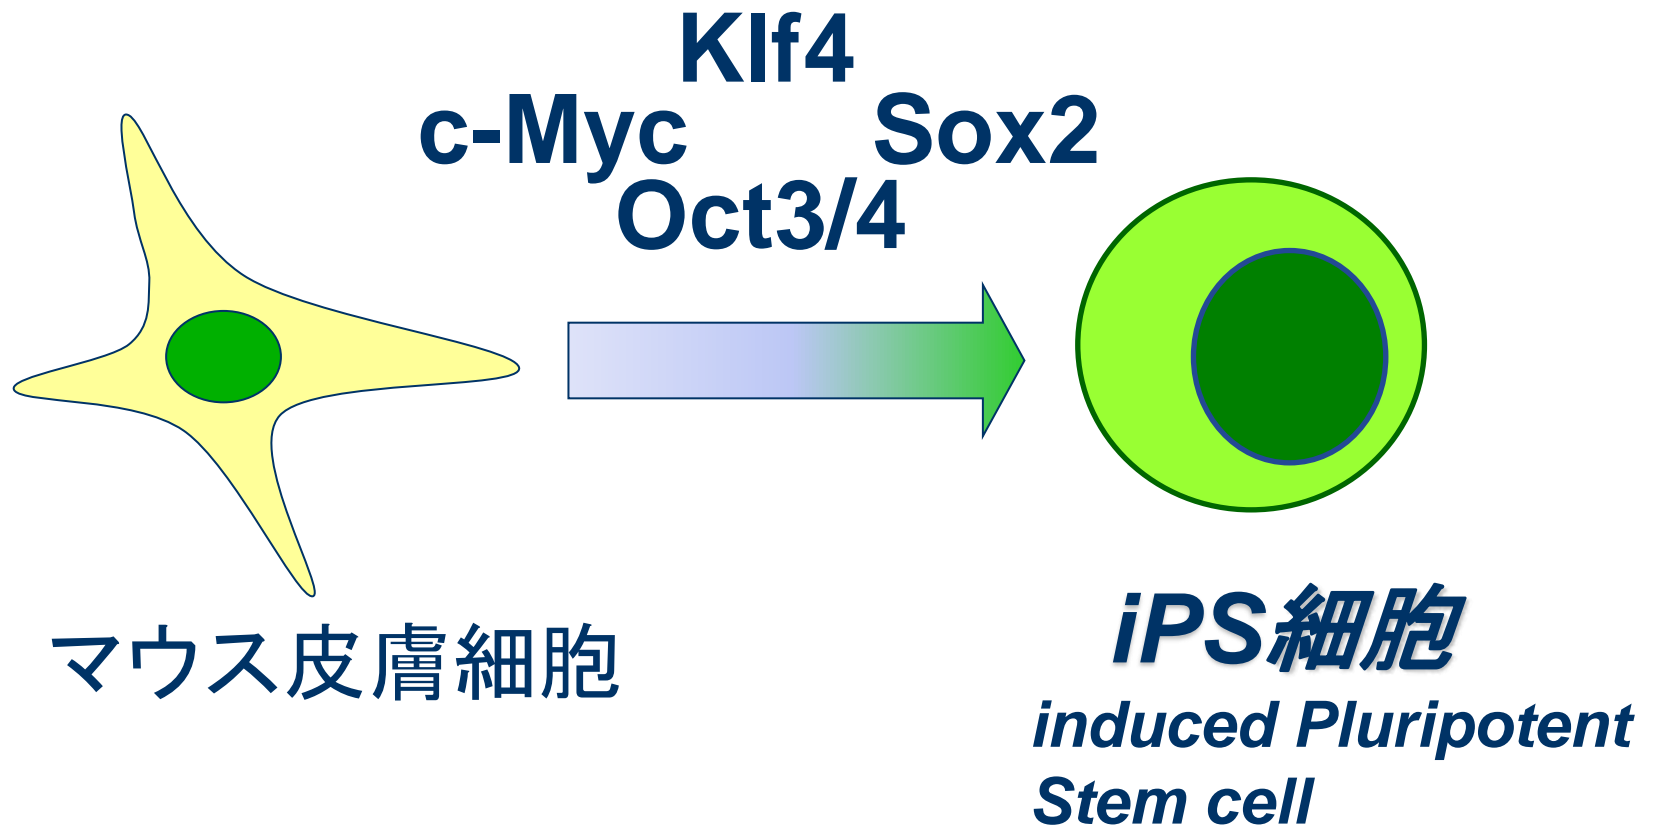 Klf4
c-Myc Sox2
Oct3/4
マウス皮膚細胞
iPS細胞
induced Pluripotent
Stem cell